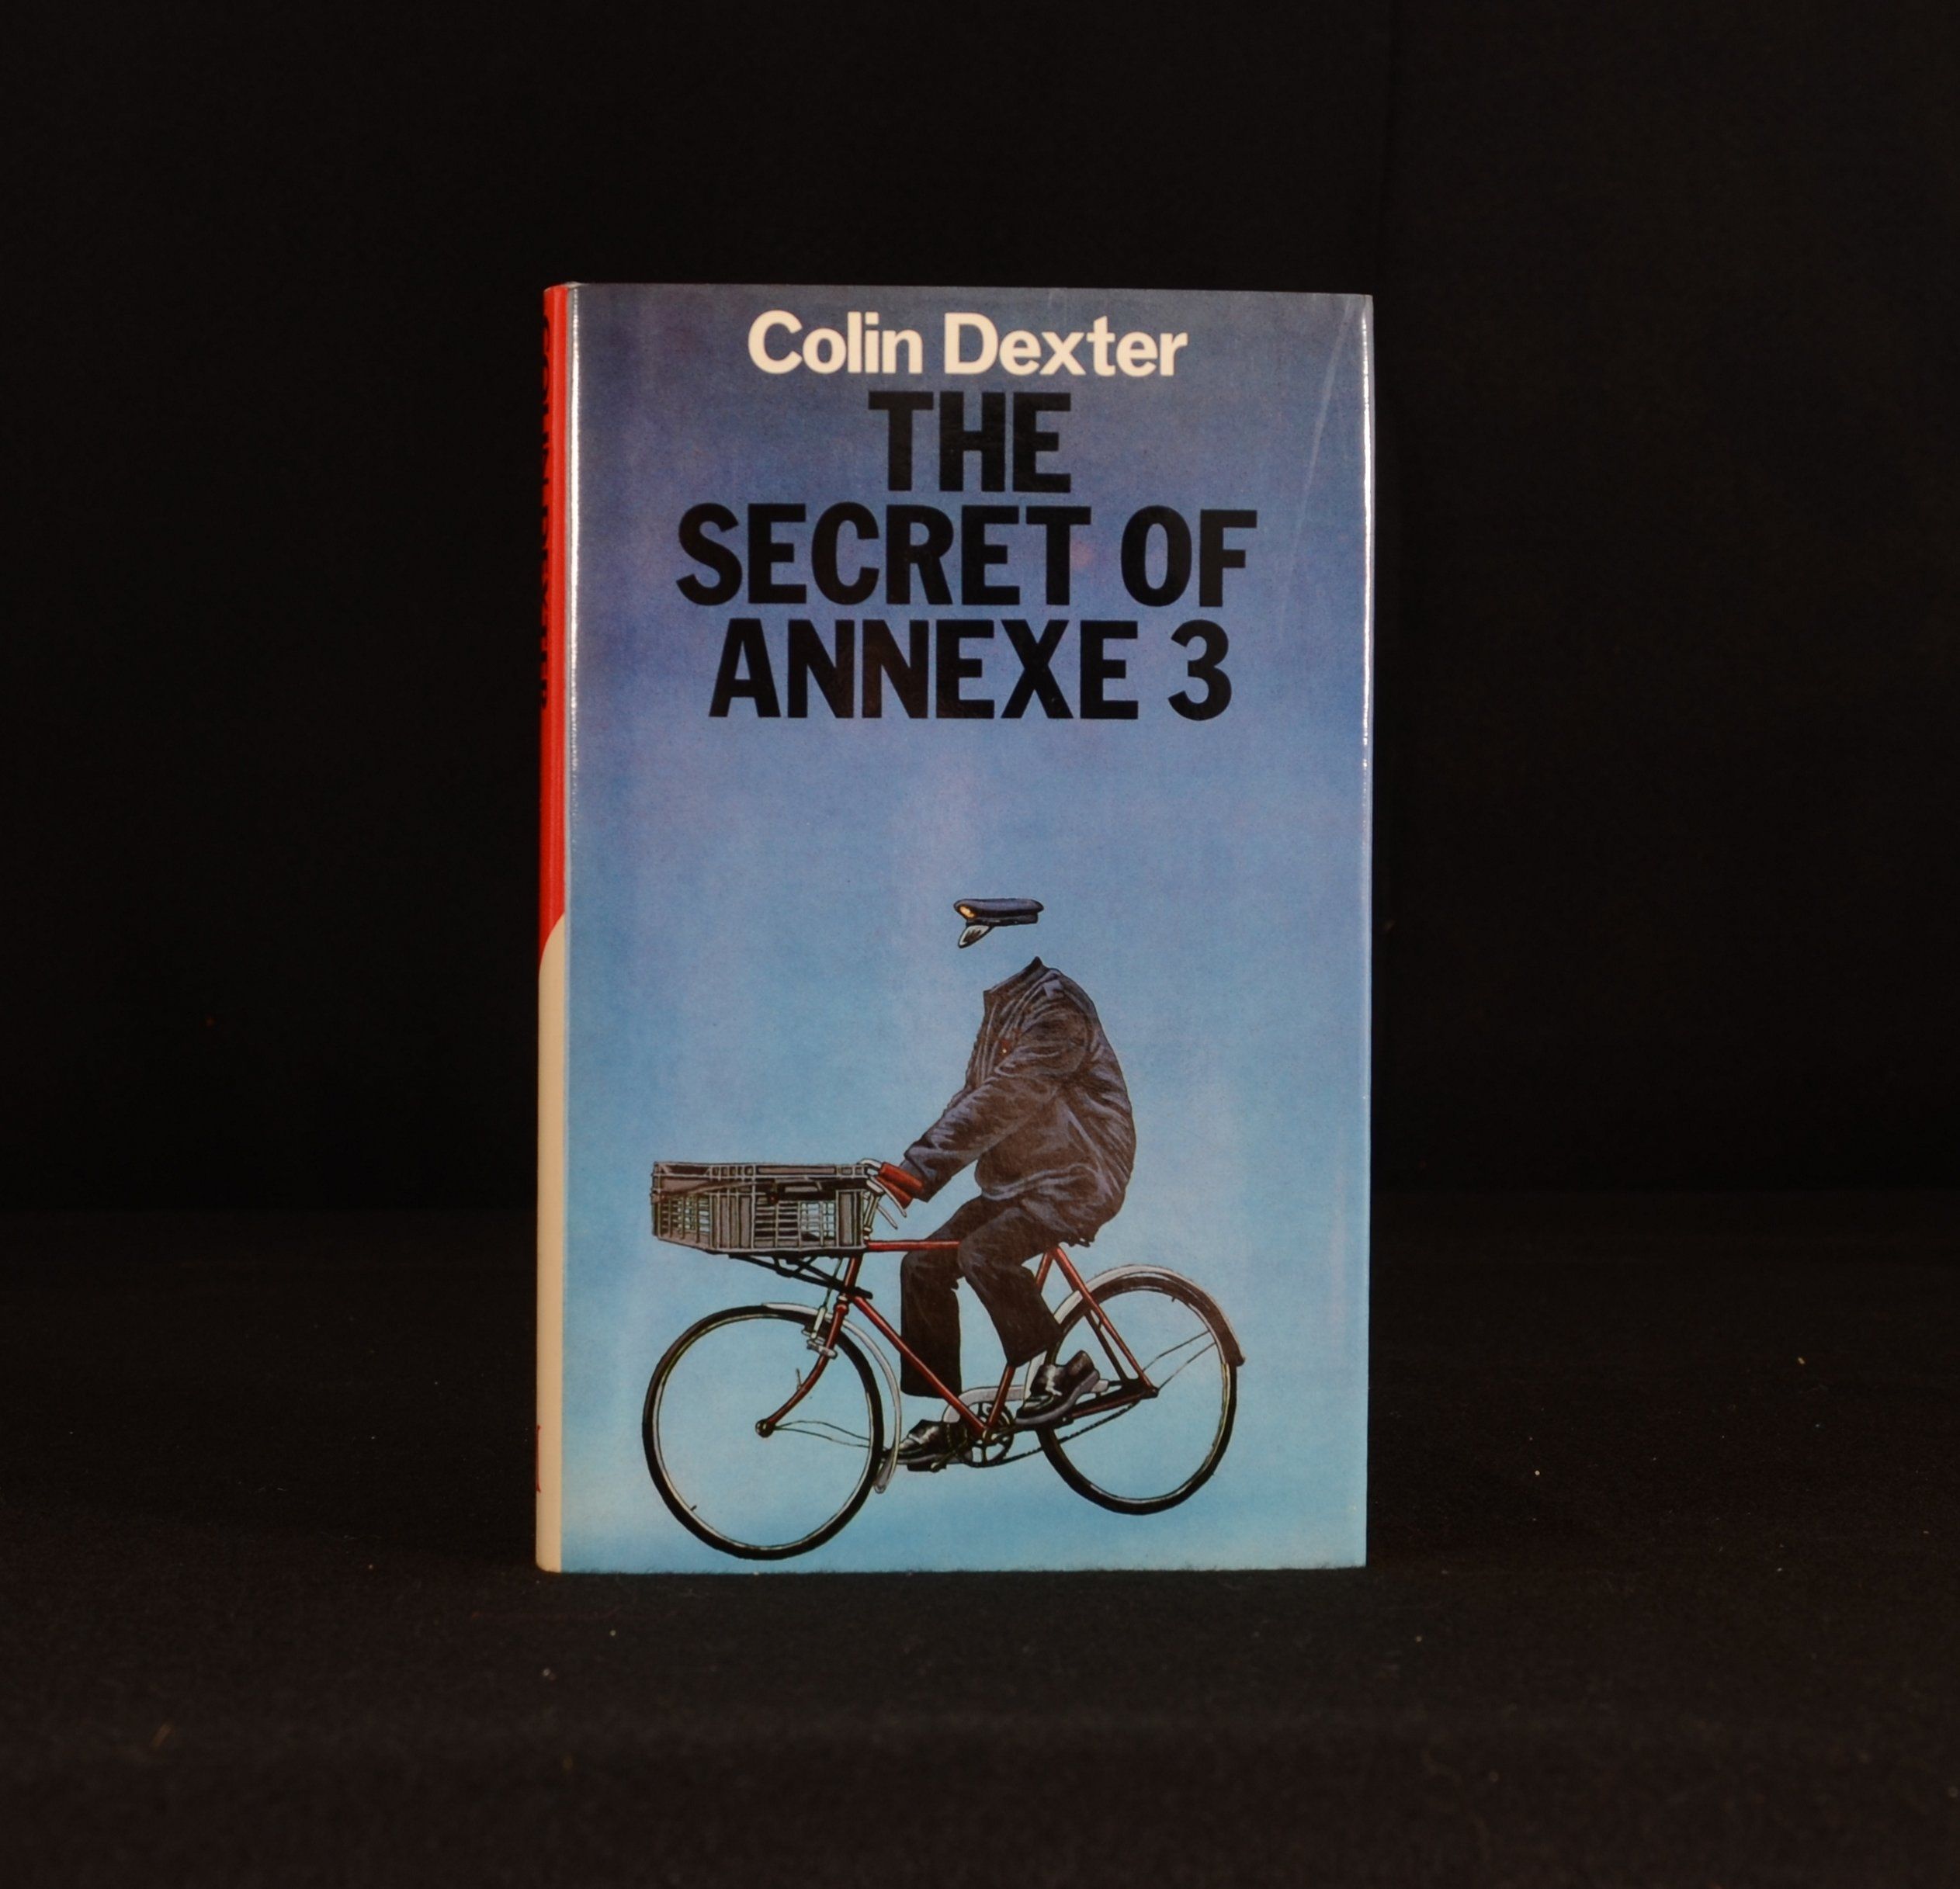 Colin Dexter
THE
SECRET OF
ANNEXE 3